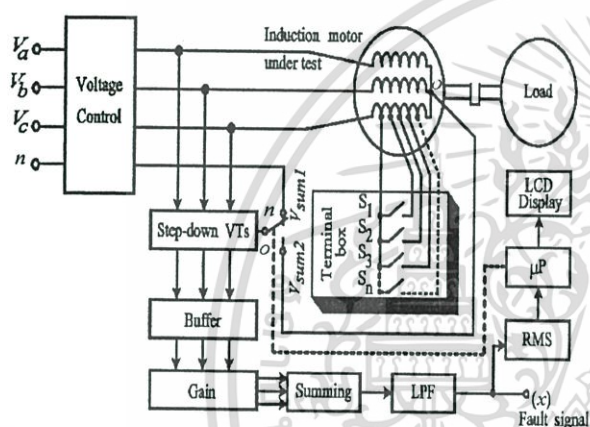 Va
Vb
Vc
n
Voltage
Control
Induction motor
under test
o
Load
Step-down VTs
n
o
Vsum1
Vsum2
Terminal
box
S1
S2
S3
Sn
LCD
Display
μP
RMS
Buffer
Gain
Summing
LPF
(x)
Fault signal